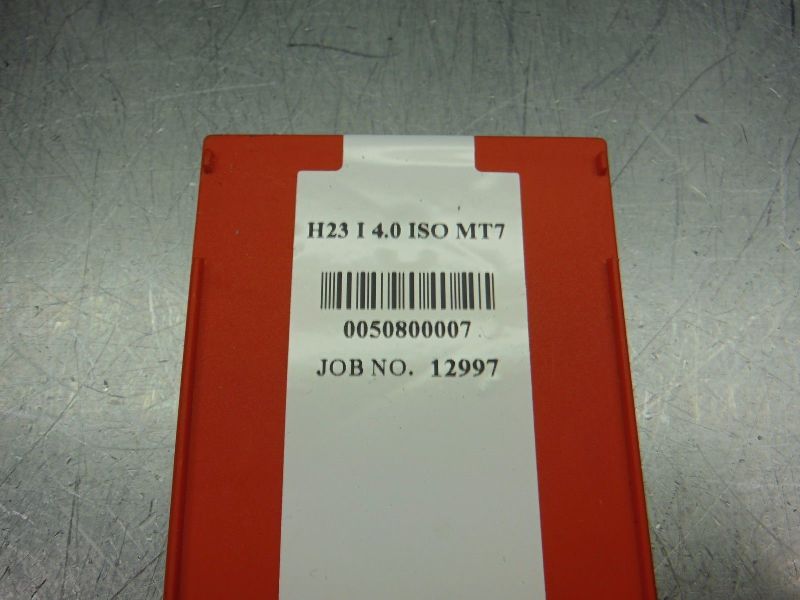 H23 I 4.0 ISO MT7
0050800007
JOB NO. 12997